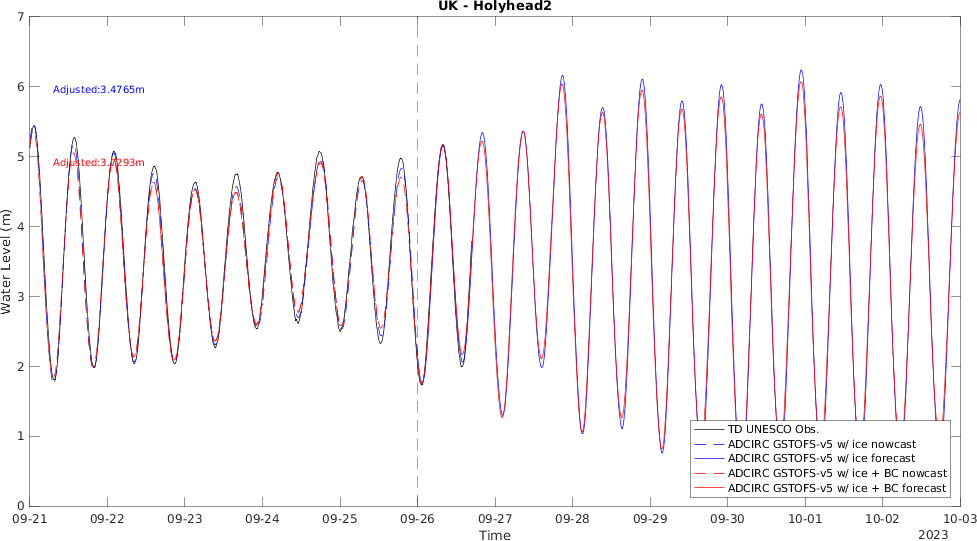 UK - Holyhead2
7
6
5
4
3
2
1
0
Water Level (m)
Adjusted:3.4765m
Adjusted:3.7293m
TD UNESCO Obs.
ADCIRC GSTOFS-v5 w/ ice nowcast
ADCIRC GSTOFS-v5 w/ ice forecast
ADCIRC GSTOFS-v5 w/ ice + BC nowcast
ADCIRC GSTOFS-v5 w/ ice + BC forecast
09-21 09-22 09-23 09-24 09-25 09-26 09-27 09-28 09-29 09-30 10-01 10-02 10-03
Time
2023